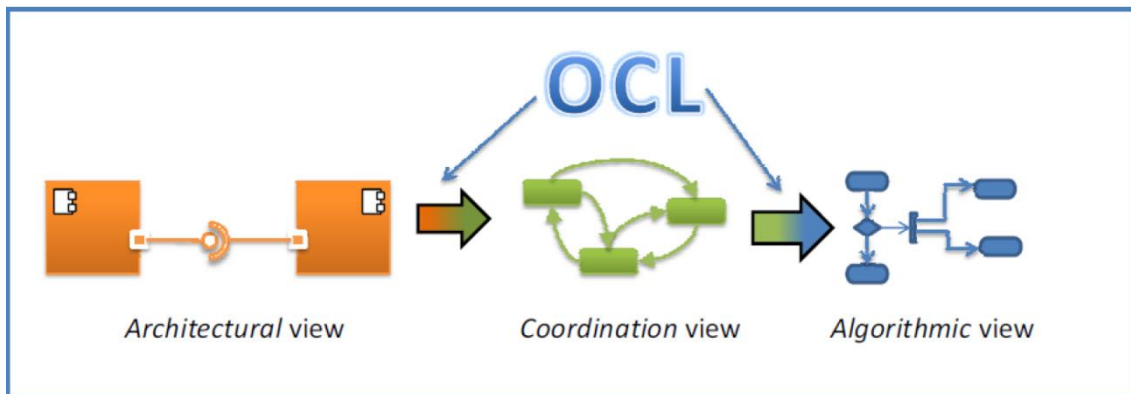 OCL
Architectural view
Coordination view
Algorithmic view